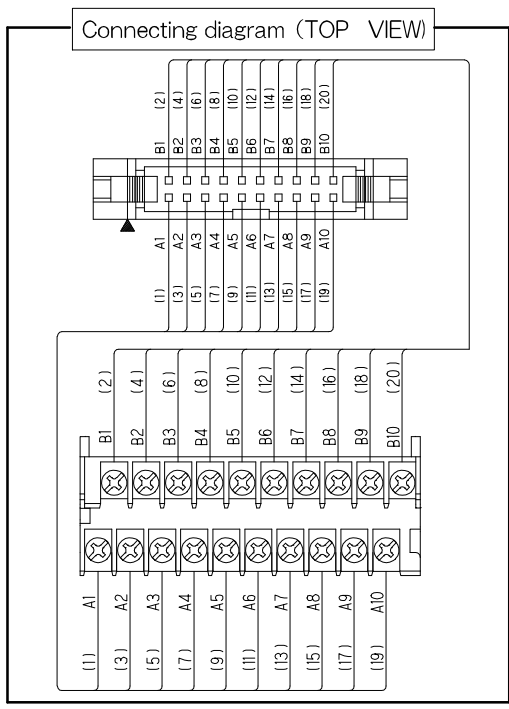 Connecting diagram (TOP VIEW)
(2) (4) (6) (8) (10) (12) (14) (16) (18) (20)
B1 B2 B3 B4 B5 B6 B7 B8 B9 B10
A1 A2 A3 A4 A5 A6 A7 A8 A9 A10
(1) (3) (5) (7) (9) (11) (13) (15) (17) (19)
(2) (4) (6) (8) (10) (12) (14) (16) (18) (20)
B1 B2 B3 B4 B5 B6 B7 B8 B9 B10
A1 A2 A3 A4 A5 A6 A7 A8 A9 A10
(1) (3) (5) (7) (9) (11) (13) (15) (17) (19)